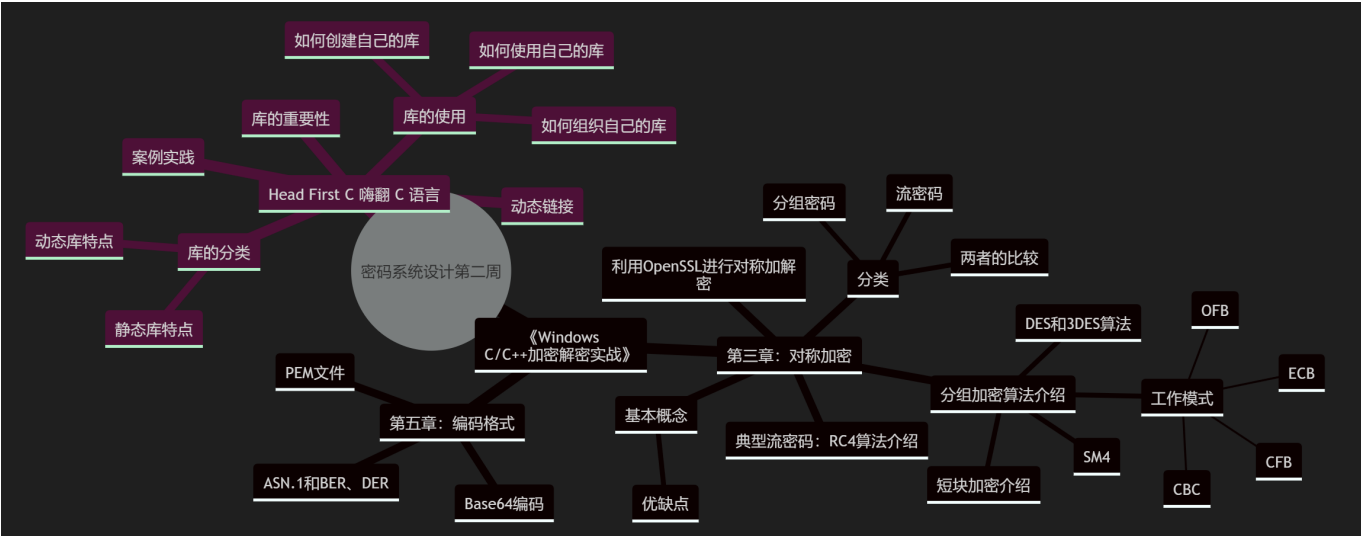 如何创建自己的库
如何使用自己的库
库的重要性
库的使用
如何组织自己的库
案例实践
Head First C 嗨翻 C 语言
动态链接
动态库特点
库的分类
静态库特点
密码系统设计第二周
分组密码
流密码
利用OpenSSL进行对称加解
密
分类
两者的比较
《Windows
C/C++加密解密实战》
第三章：对称加密
DES和3DES算法
OFB
PEM文件
第五章：编码格式
基本概念
分组加密算法介绍
工作模式
ECB
典型流密码：RC4算法介绍
SM4
CFB
ASN.1和BER、DER
Base64编码
优缺点
短块加密介绍
CBC